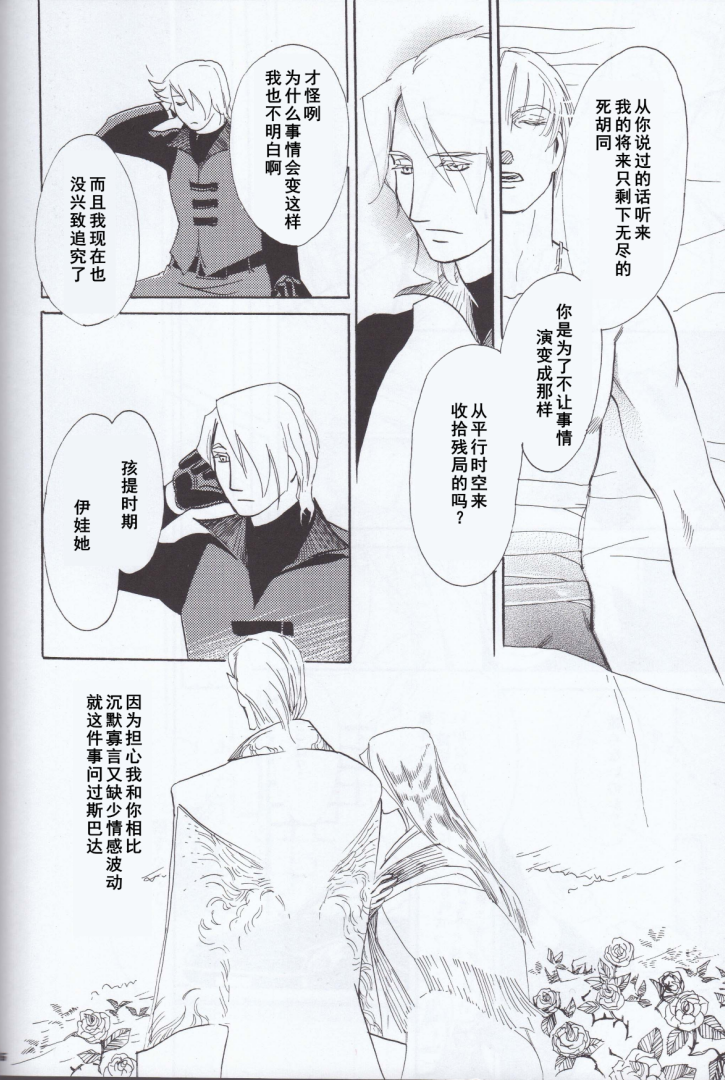 从你说过的话听来
我的将来只剩下无尽的
死胡同
你是为了不让事情
演变成那样
从平行时空来
收拾残局的吗？
才怪咧
为什么事情会变这样
我也不明白啊
而且我现在也
没兴致追究了
孩提时期
伊娃她
因为担心我和你相比
沉默寡言又缺少情感波动
就这件事问过斯巴达